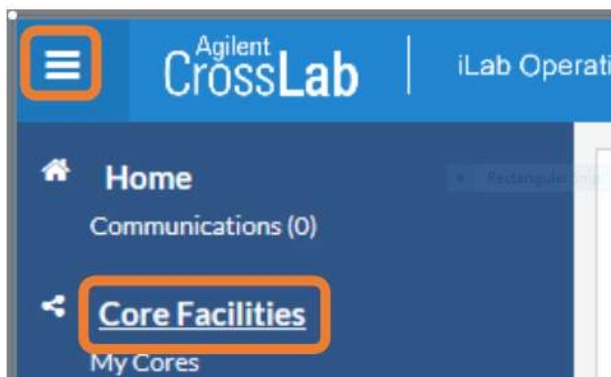 Agilent
CrossLab
iLab Operati
Home
Communications (0)
Core Facilities
My Cores